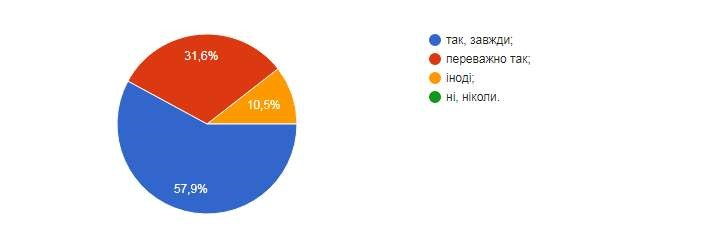 31,6%
10,5%
57,9%
так, завжди;
переважно так;
іноді;
ні, ніколи.